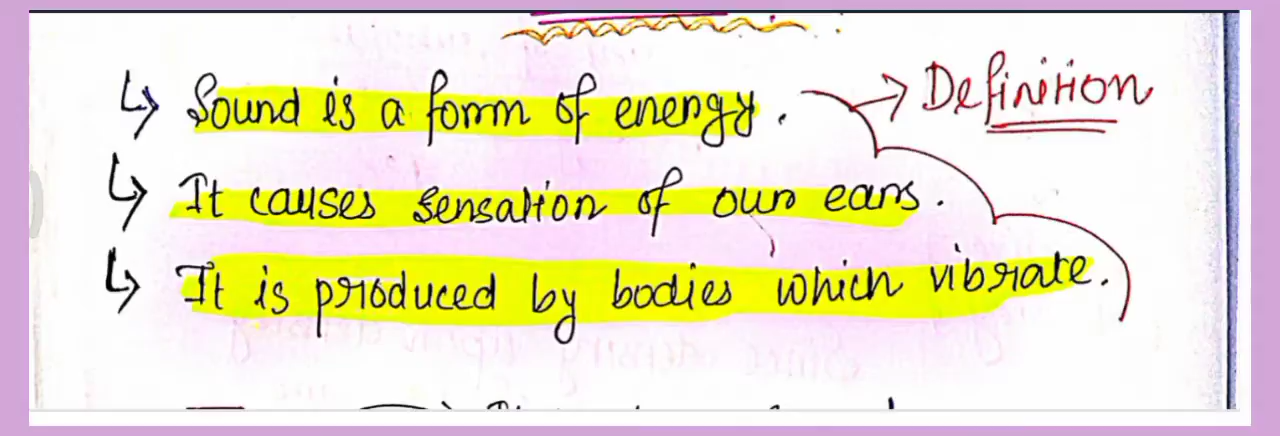 ↳ Sound is a form of energy. → Definition
↳ It causes sensation of our ears.
↳ It is produced by bodies which vibrate.